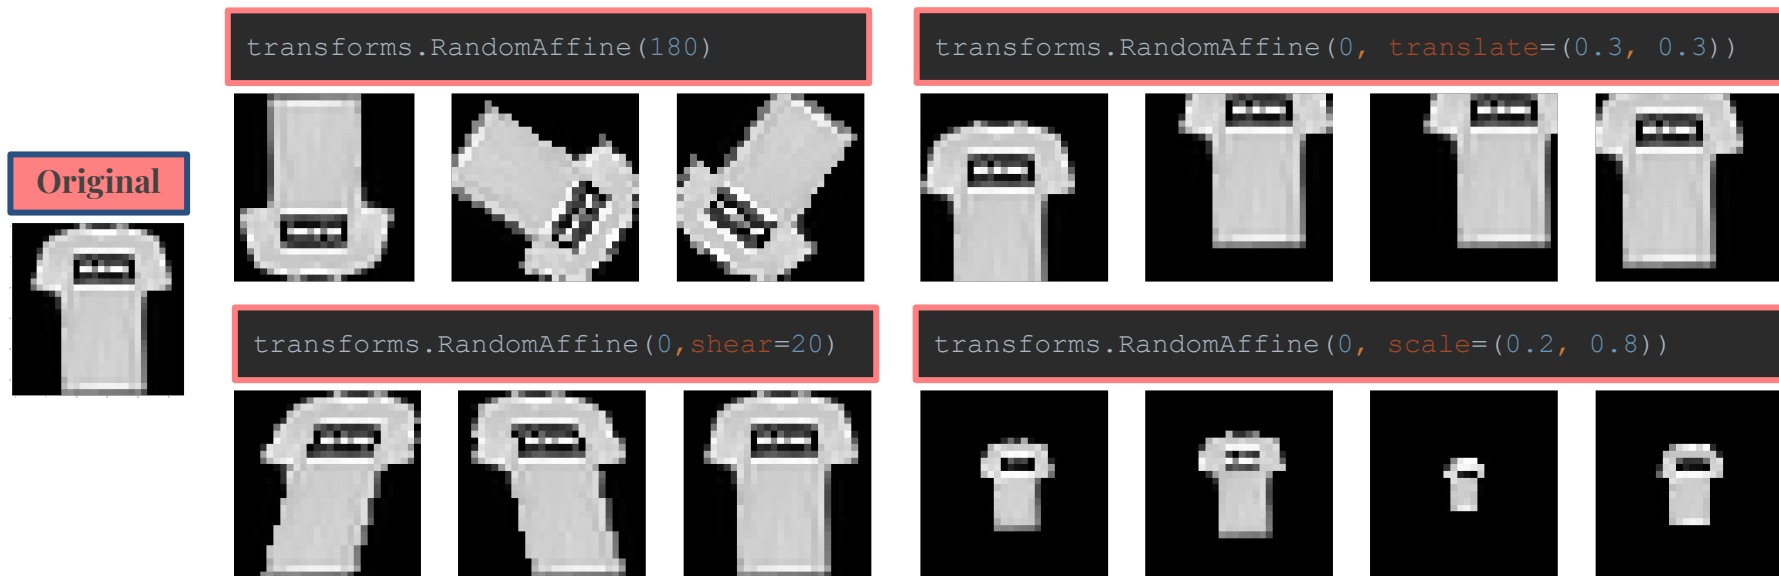 transforms.RandomAffine(180)
transforms.RandomAffine(0, translate=(0.3, 0.3))
Original
transforms.RandomAffine(0,shear=20)
transforms.RandomAffine(0, scale=(0.2, 0.8))